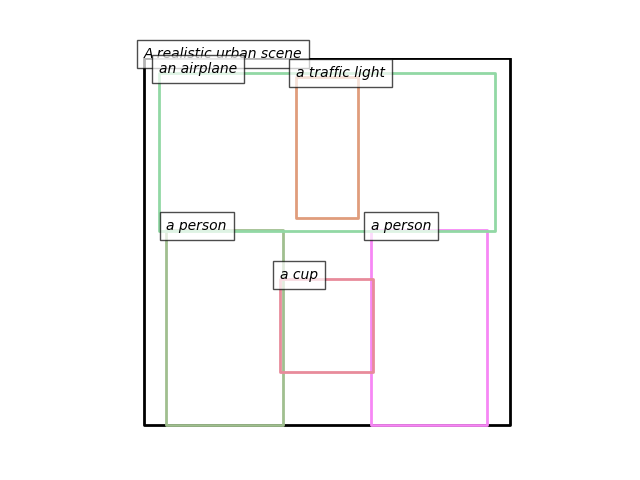 A realistic urban scene
an airplane
a traffic light
a person
a person
a cup